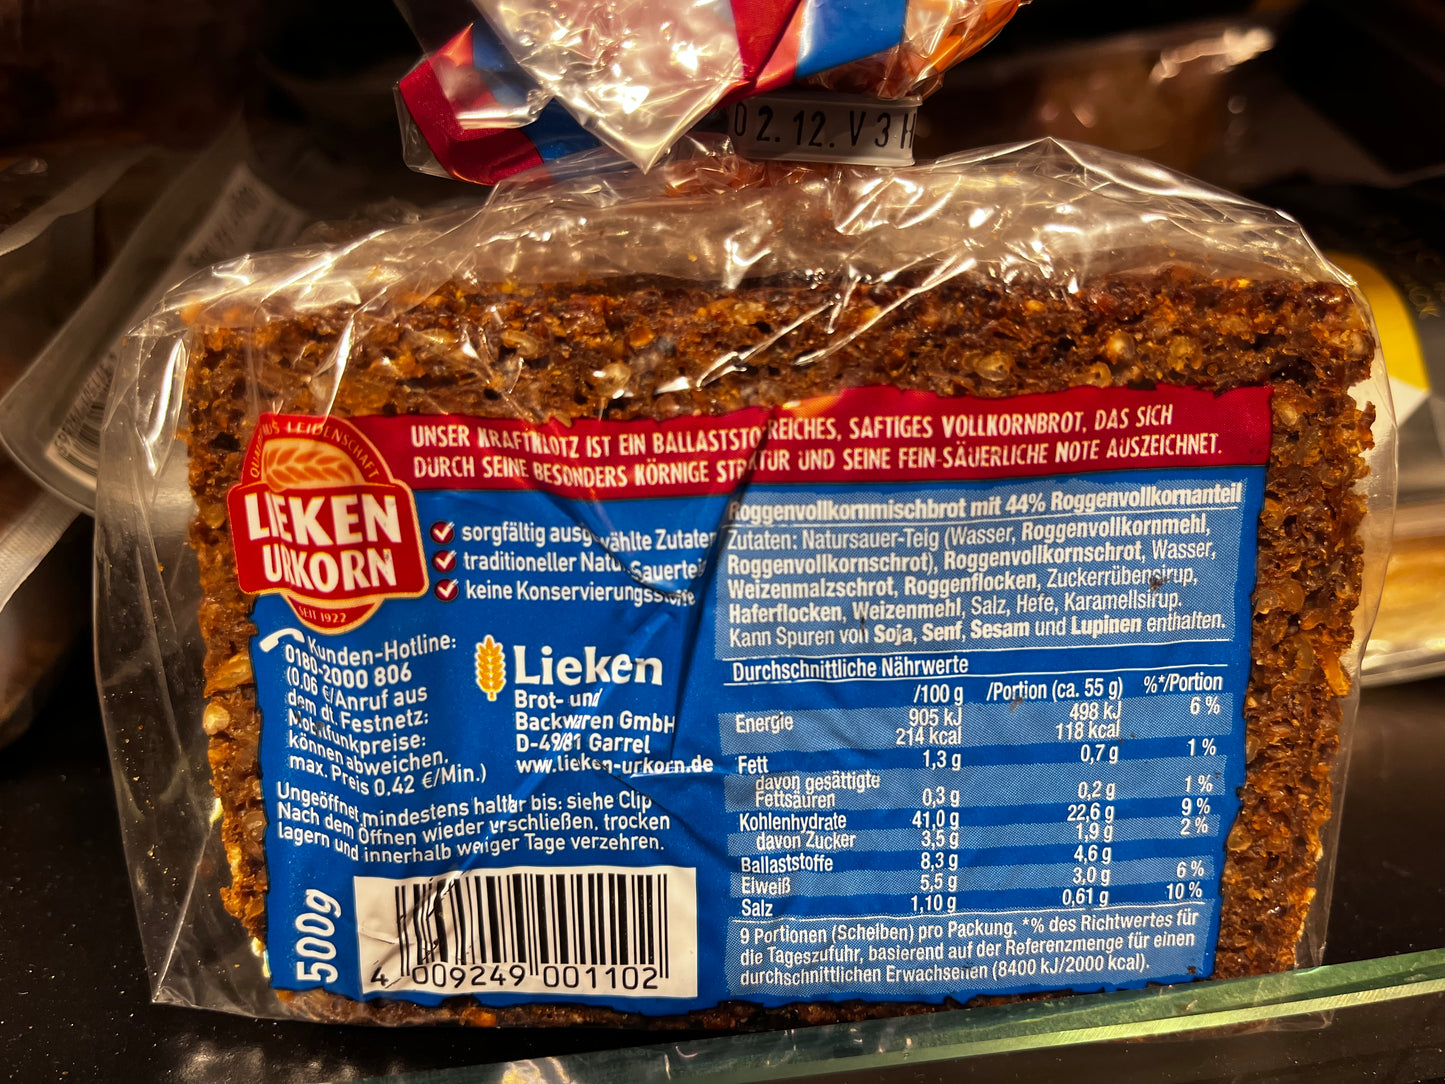 02.12. V3H
UNSER KRAFTKLOTZ IST EIN BALLASTSTOFFREICHES, SAFTIGES VOLLKORNBROT, DAS SICH
DURCH SEINE BESONDERS KÖRNIGE STRUKTUR UND SEINE FEIN-SÄUERLICHE NOTE AUSZEICHNET.
QUALITÄT AUS LEIDENSCHAFT
LIEKEN
URKORN
SEIT 1922
sorgfältig ausgewählte Zutaten
traditioneller Natur-Sauerteig
keine Konservierungsstoffe
Kunden-Hotline:
0180-2000 806
(0.06 €/Anruf aus
dem dt. Festnetz;
Mobilfunkpreise:
können abweichen,
max. Preis 0,42 €/Min.)
Lieken
Brot- und
Backwaren GmbH
D-49681 Garrel
www.lieken-urkorn.de
Ungeöffnet mindestens haltbar bis: siehe Clip
Nach dem Öffnen wieder verschließen, trocken
lagern und innerhalb weniger Tage verzehren.
500g
4 009249 001102
Roggenvollkornmischbrot mit 44% Roggenvollkornanteil
Zutaten: Natursauer-Teig (Wasser, Roggenvollkornmehl,
Roggenvollkornschrot), Roggenvollkornschrot, Wasser,
Weizenmalzschrot, Roggenflocken, Zuckerrübensirup,
Haferflocken, Weizenmehl, Salz, Hefe, Karamellsirup.
Kann Spuren von Soja, Senf, Sesam und Lupinen enthalten.
Durchschnittliche Nährwerte
/100 g /Portion (ca. 55 g) %*/Portion
Energie 905 kJ 498 kJ 6 %
214 kcal 118 kcal
Fett 1,3 g 0,7 g 1 %
davon gesättigte
Fettsäuren 0,3 g 0,2 g 1 %
Kohlenhydrate 41,0 g 22,6 g 9 %
davon Zucker 3,5 g 1,9 g 2 %
Ballaststoffe 8,3 g 4,6 g
Eiweiß 5,5 g 3,0 g 6 %
Salz 1,10 g 0,61 g 10 %
9 Portionen (Scheiben) pro Packung. *% des Richtwertes für
die Tageszufuhr, basierend auf der Referenzmenge für einen
durchschnittlichen Erwachsenen (8400 kJ/2000 kcal).